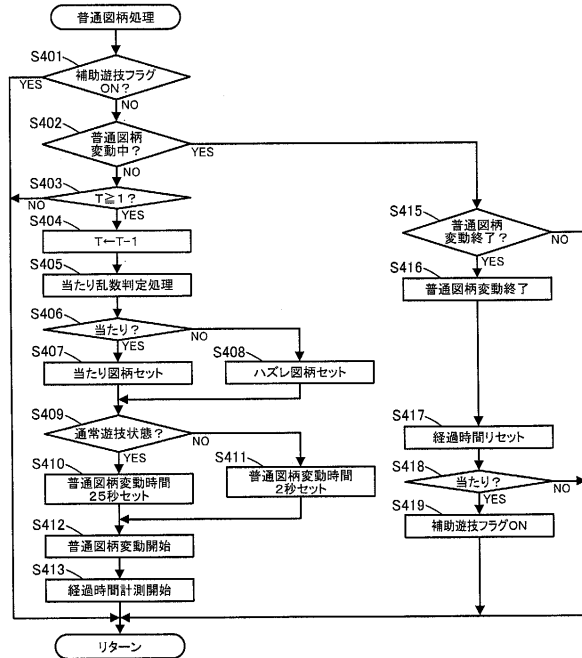 普通図柄処理
S401
補助遊技フラグ
ON?
YES
NO
S402
普通図柄
変動中?
YES
NO
S403
T≧1?
NO
YES
S404
T←T-1
S405
当たり乱数判定処理
S406
当たり?
NO
YES
S407
当たり図柄セット
S408
ハズレ図柄セット
S409
通常遊技状態?
NO
YES
S410
普通図柄変動時間
25秒セット
S411
普通図柄変動時間
2秒セット
S412
普通図柄変動開始
S413
経過時間計測開始
リターン
S415
普通図柄
変動終了?
NO
YES
S416
普通図柄変動終了
S417
経過時間リセット
S418
当たり?
NO
YES
S419
補助遊技フラグON